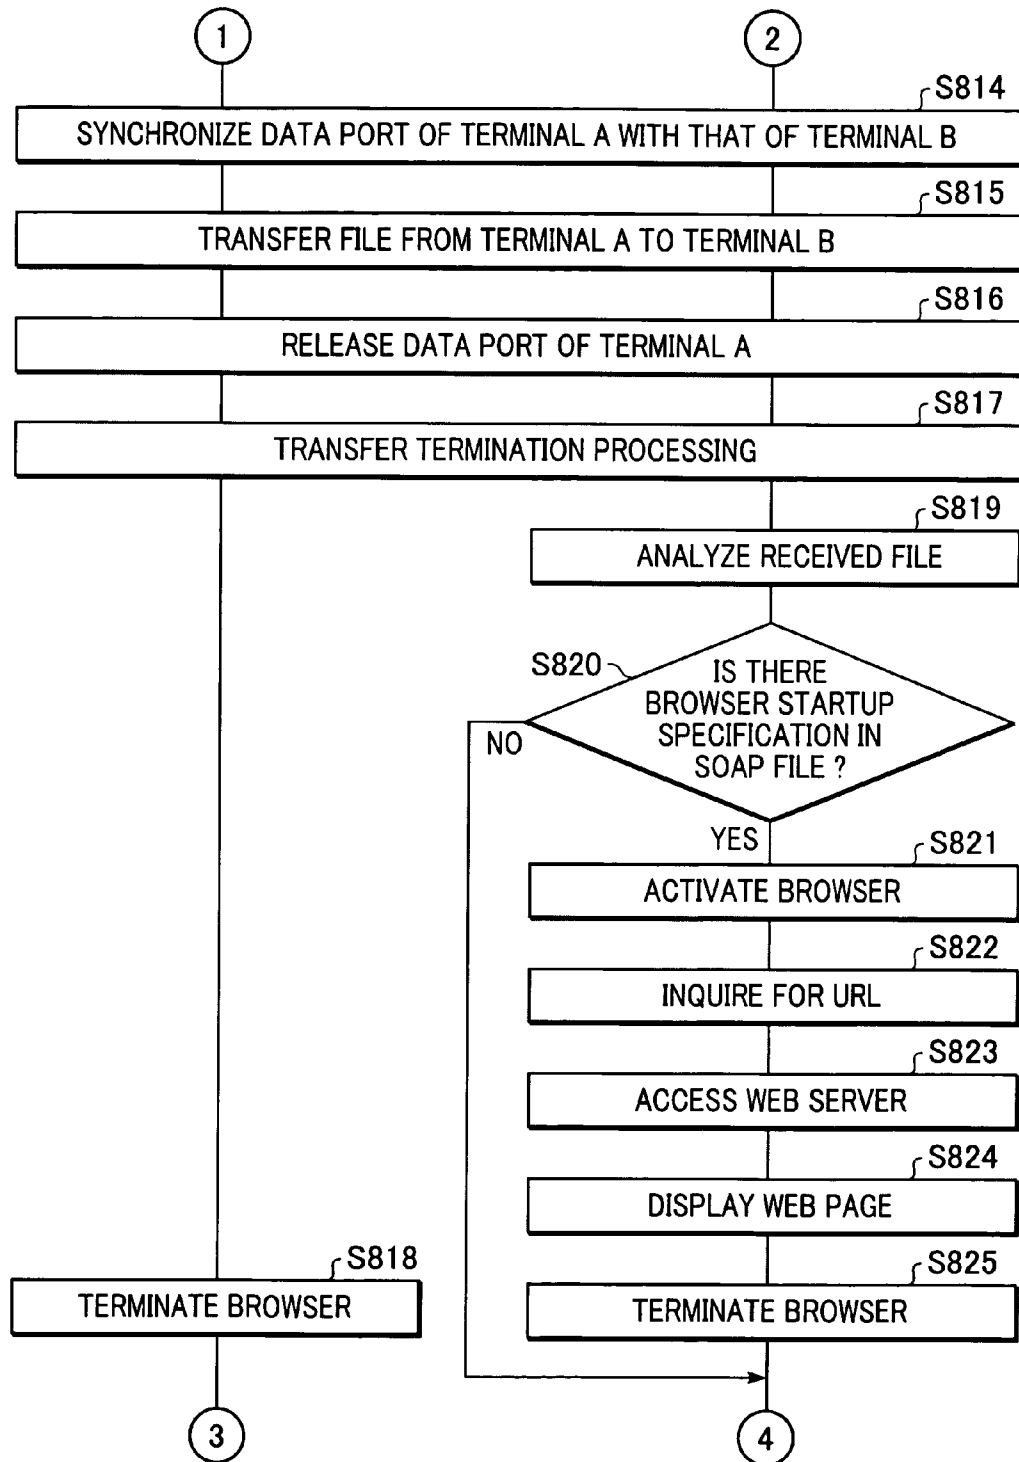 1
2
S814
SYNCHRONIZE DATA PORT OF TERMINAL A WITH THAT OF TERMINAL B
S815
TRANSFER FILE FROM TERMINAL A TO TERMINAL B
S816
RELEASE DATA PORT OF TERMINAL A
S817
TRANSFER TERMINATION PROCESSING
S819
ANALYZE RECEIVED FILE
S820
IS THERE
BROWSER STARTUP
SPECIFICATION IN
SOAP FILE ?
NO
YES
S821
ACTIVATE BROWSER
S822
INQUIRE FOR URL
S823
ACCESS WEB SERVER
S824
DISPLAY WEB PAGE
S818
TERMINATE BROWSER
S825
TERMINATE BROWSER
3
4